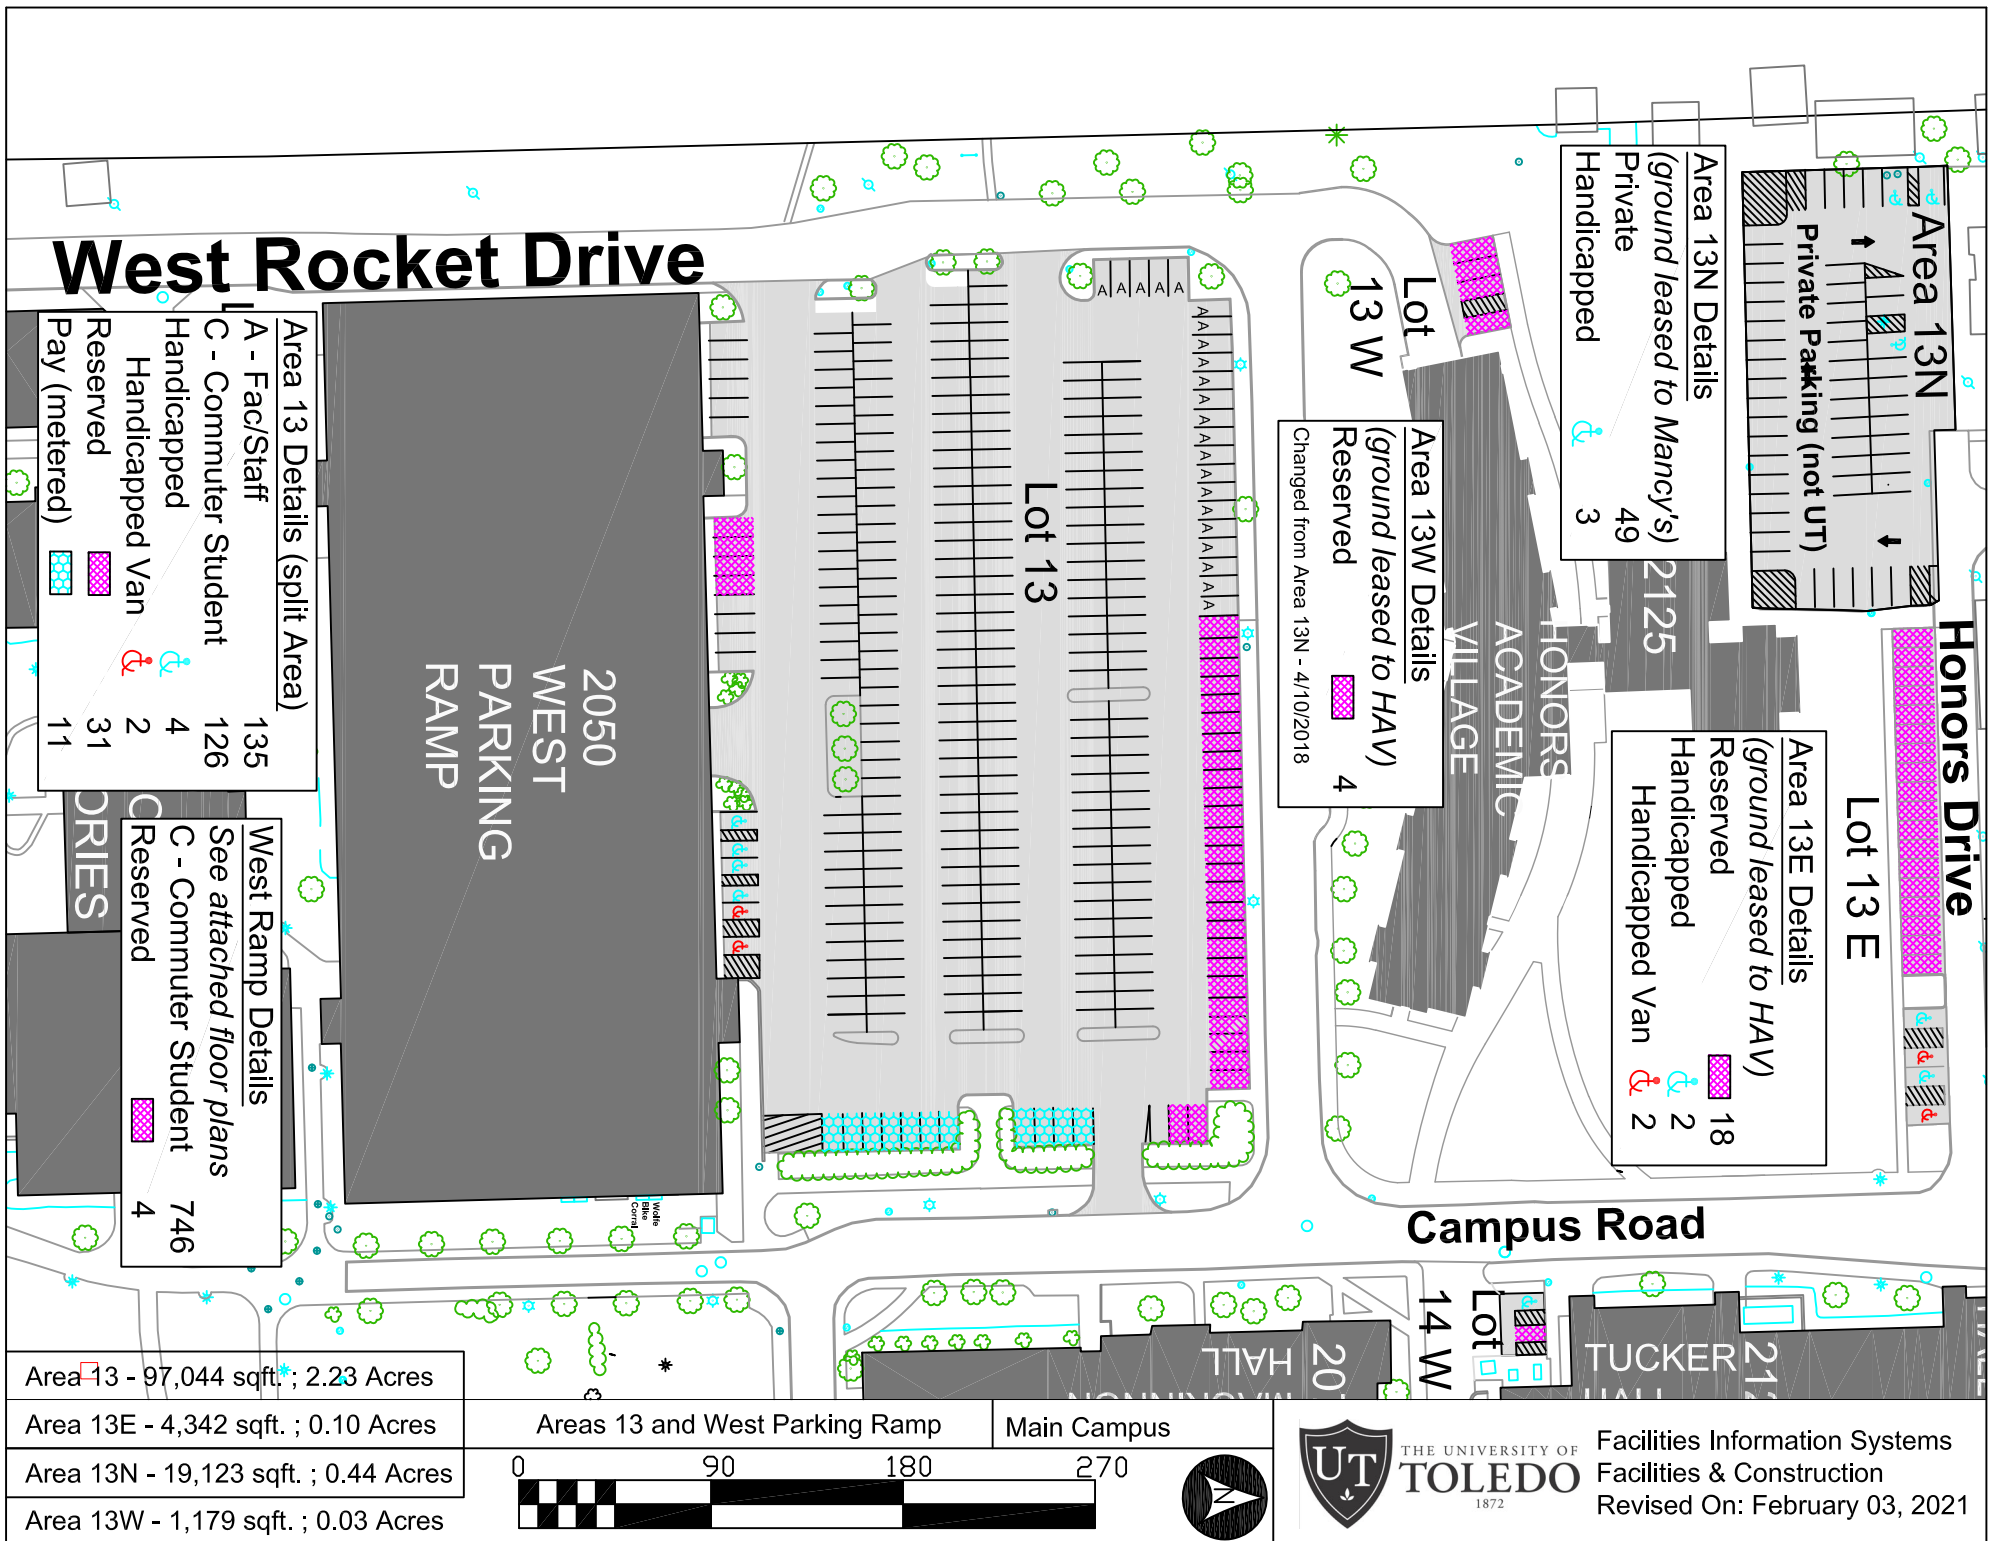 West Rocket Drive
Area 13 Details (split Area)
A - Fac/Staff 135
C - Commuter Student 126
Handicapped 4
Handicapped Van 2
Reserved 31
Pay (metered) 11
West Ramp Details
See attached floor plans
C - Commuter Student 746
Reserved 4
ORIES
2050
WEST
PARKING
RAMP
Lot 13
A A A A A
A A A A A A A A A A A A A A A A A A A A
Lot
13 W
Area 13W Details
(ground leased to HAV)
Reserved 4
Changed from Area 13N - 4/10/2018
Area 13N Details
(ground leased to Mancy's)
Private 49
Handicapped 3
Area 13N
Private Parking (not UT)
2125
HONORS
ACADEMIC
VILLAGE
Honors Drive
Lot 13 E
Area 13E Details
(ground leased to HAV)
Reserved 18
Handicapped 2
Handicapped Van 2
Wolfe
Bike
Corral
Campus Road
Lot
14 W
HALL
TUCKER
Area 13 - 97,044 sqft. ; 2.23 Acres
Area 13E - 4,342 sqft. ; 0.10 Acres
Area 13N - 19,123 sqft. ; 0.44 Acres
Area 13W - 1,179 sqft. ; 0.03 Acres
Areas 13 and West Parking Ramp
Main Campus
0 90 180 270
N
UT
THE UNIVERSITY OF
TOLEDO
1872
Facilities Information Systems
Facilities & Construction
Revised On: February 03, 2021